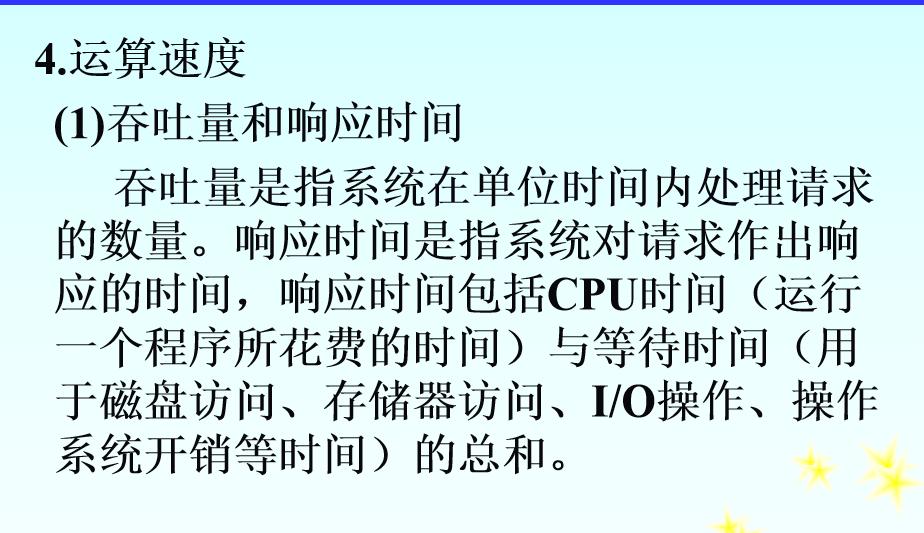 4.运算速度
(1)吞吐量和响应时间
吞吐量是指系统在单位时间内处理请求
的数量。响应时间是指系统对请求作出响
应的时间，响应时间包括CPU时间（运行
一个程序所花费的时间）与等待时间（用
于磁盘访问、存储器访问、I/O操作、操作
系统开销等时间）的总和。